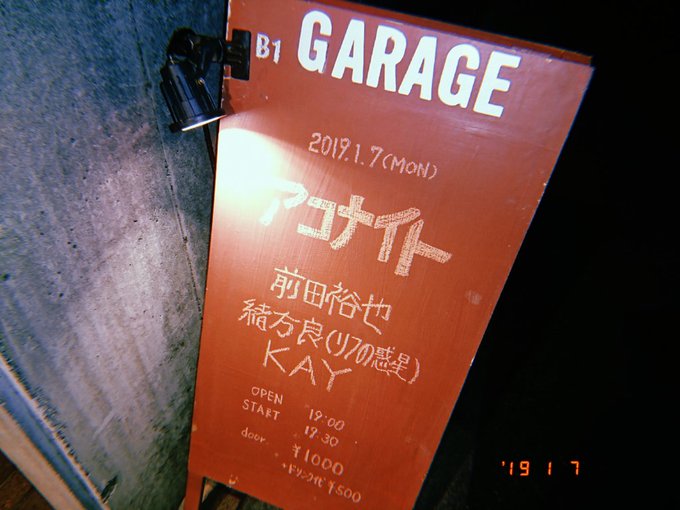 B1 GARAGE
2019.1.7(MON)
アコナイト
前田裕也
緒方良(リフの惑星)
KAY
OPEN 19:00
START 19:30
door ¥1000
+ドリンク代¥500
'19 1 7